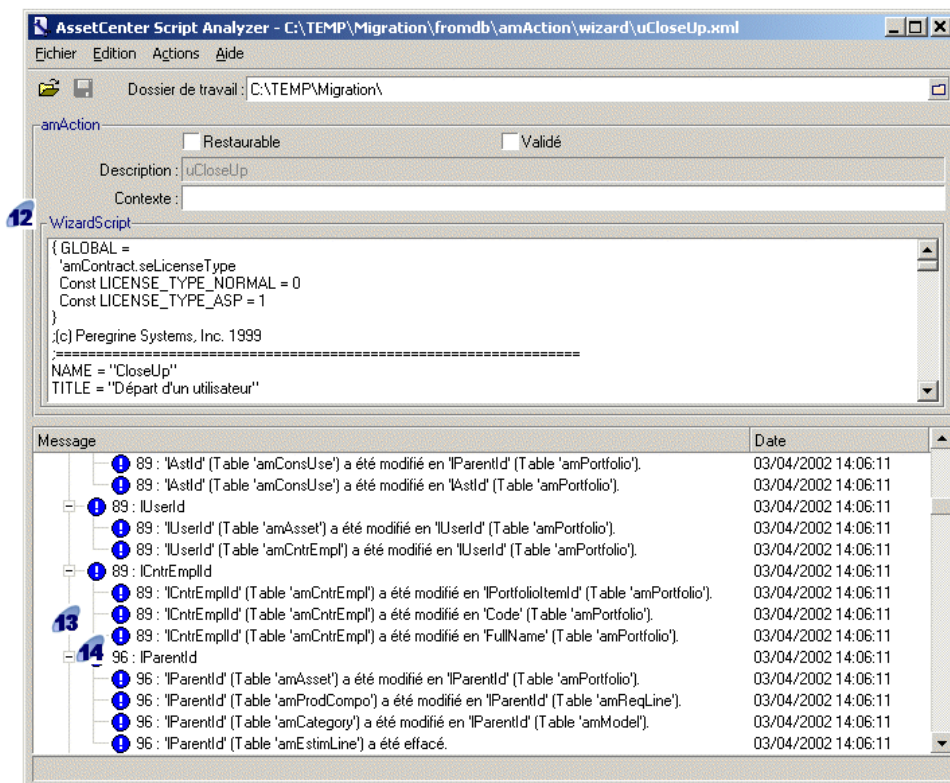 AssetCenter Script Analyzer - C:\TEMP\Migration\fromdb\amAction\wizard\uCloseUp.xml
Fichier Edition Actions Aide
Dossier de travail : C:\TEMP\Migration\
amAction
Restaurable Validé
Description : uCloseUp
Contexte :
12
WizardScript
{ GLOBAL =
'amContract.seLicenseType
Const LICENSE_TYPE_NORMAL = 0
Const LICENSE_TYPE_ASP = 1
}
;(c) Peregrine Systems, Inc. 1999
;=================================================================
NAME = "CloseUp"
TITLE = "Départ d'un utilisateur"
Message Date
89 : 'lAstId' (Table 'amConsUse') a été modifié en 'lParentId' (Table 'amPortfolio'). 03/04/2002 14:06:11
89 : 'lAstId' (Table 'amConsUse') a été modifié en 'lAstId' (Table 'amPortfolio'). 03/04/2002 14:06:11
89 : lUserId 03/04/2002 14:06:11
89 : 'lUserId' (Table 'amAsset') a été modifié en 'lUserId' (Table 'amPortfolio'). 03/04/2002 14:06:11
89 : 'lUserId' (Table 'amCntrEmpl') a été modifié en 'lUserId' (Table 'amPortfolio'). 03/04/2002 14:06:11
89 : lCntrEmplId 03/04/2002 14:06:11
89 : 'lCntrEmplId' (Table 'amCntrEmpl') a été modifié en 'lPortfolioItemId' (Table 'amPortfolio'). 03/04/2002 14:06:11
13
89 : 'lCntrEmplId' (Table 'amCntrEmpl') a été modifié en 'Code' (Table 'amPortfolio'). 03/04/2002 14:06:11
89 : 'lCntrEmplId' (Table 'amCntrEmpl') a été modifié en 'FullName' (Table 'amPortfolio'). 03/04/2002 14:06:11
14
96 : lParentId 03/04/2002 14:06:11
96 : 'lParentId' (Table 'amAsset') a été modifié en 'lParentId' (Table 'amPortfolio'). 03/04/2002 14:06:11
96 : 'lParentId' (Table 'amProdCompo') a été modifié en 'lParentId' (Table 'amReqLine'). 03/04/2002 14:06:11
96 : 'lParentId' (Table 'amCategory') a été modifié en 'lParentId' (Table 'amModel'). 03/04/2002 14:06:11
96 : 'lParentId' (Table 'amEstimLine') a été effacé. 03/04/2002 14:06:11